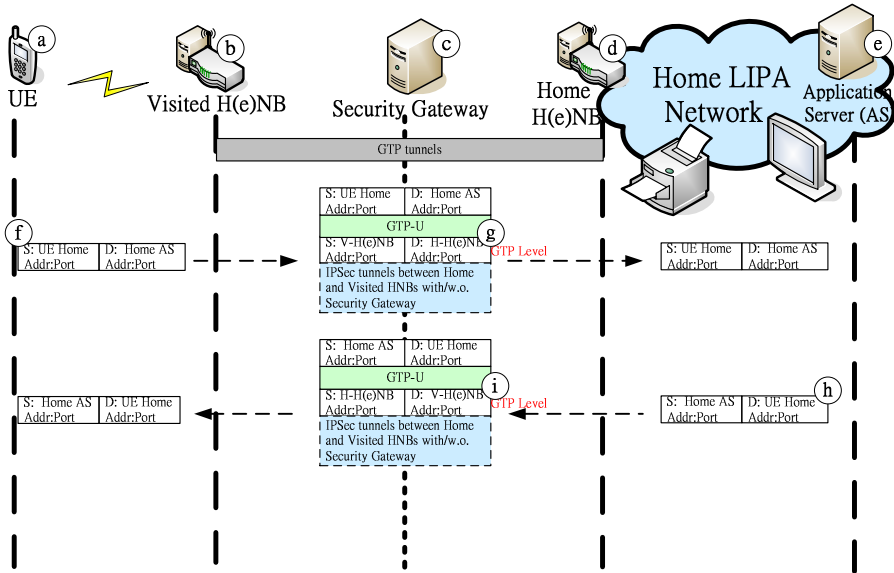 a
b
c
d
e
UE
Visited H(e)NB
Security Gateway
Home
H(e)NB
Home LIPA
Network
Application
Server (AS
GTP tunnels
S: UE Home
Addr:Port
D: Home AS
Addr:Port
GTP-U
S: V-H(e)NB
Addr:Port
D: H-H(e)NB
Addr:Port
g
GTP Level
IPSec tunnels between Home
and Visited HNBs with/w.o.
Security Gateway
f
S: UE Home
Addr:Port
D: Home AS
Addr:Port
S: UE Home
Addr:Port
D: Home AS
Addr:Port
S: Home AS
Addr:Port
D: UE Home
Addr:Port
GTP-U
i
S: H-H(e)NB
Addr:Port
D: V-H(e)NB
Addr:Port
GTP Level
IPSec tunnels between Home
and Visited HNBs with/w.o.
Security Gateway
S: Home AS
Addr:Port
D: UE Home
Addr:Port
S: Home AS
Addr:Port
D: UE Home
Addr:Port
h